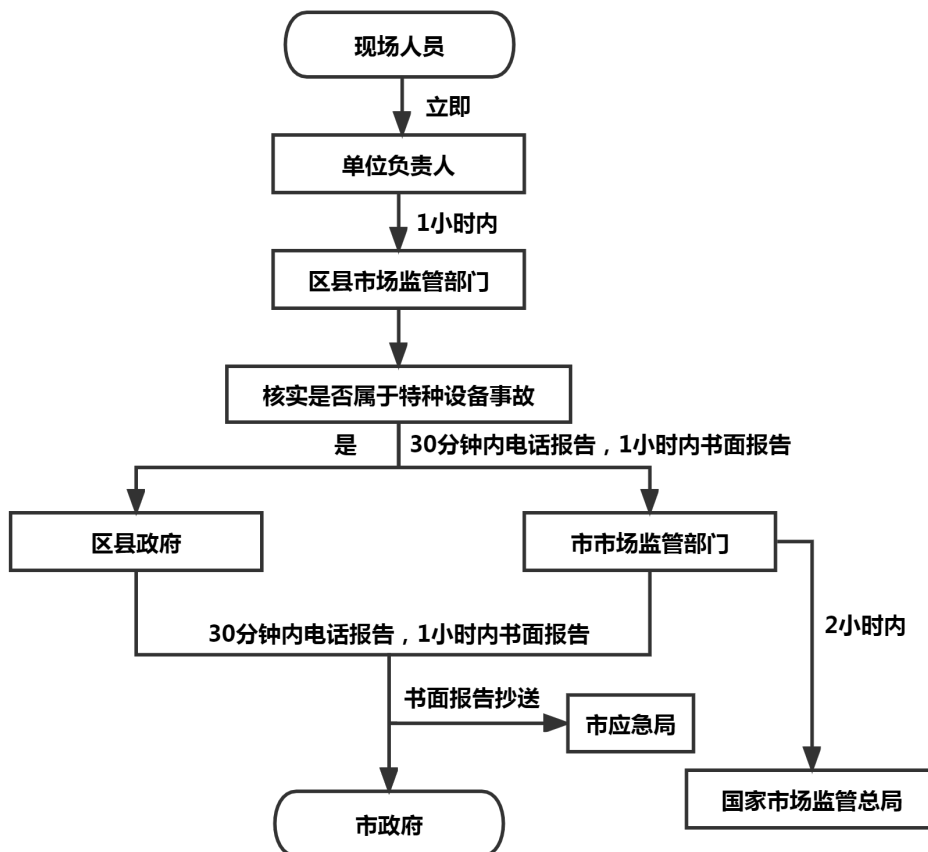 现场人员
立即
单位负责人
1小时内
区县市场监管部门
核实是否属于特种设备事故
是
30分钟内电话报告，1小时内书面报告
区县政府
市市场监管部门
30分钟内电话报告，1小时内书面报告
2小时内
书面报告抄送
市应急局
国家市场监管总局
市政府